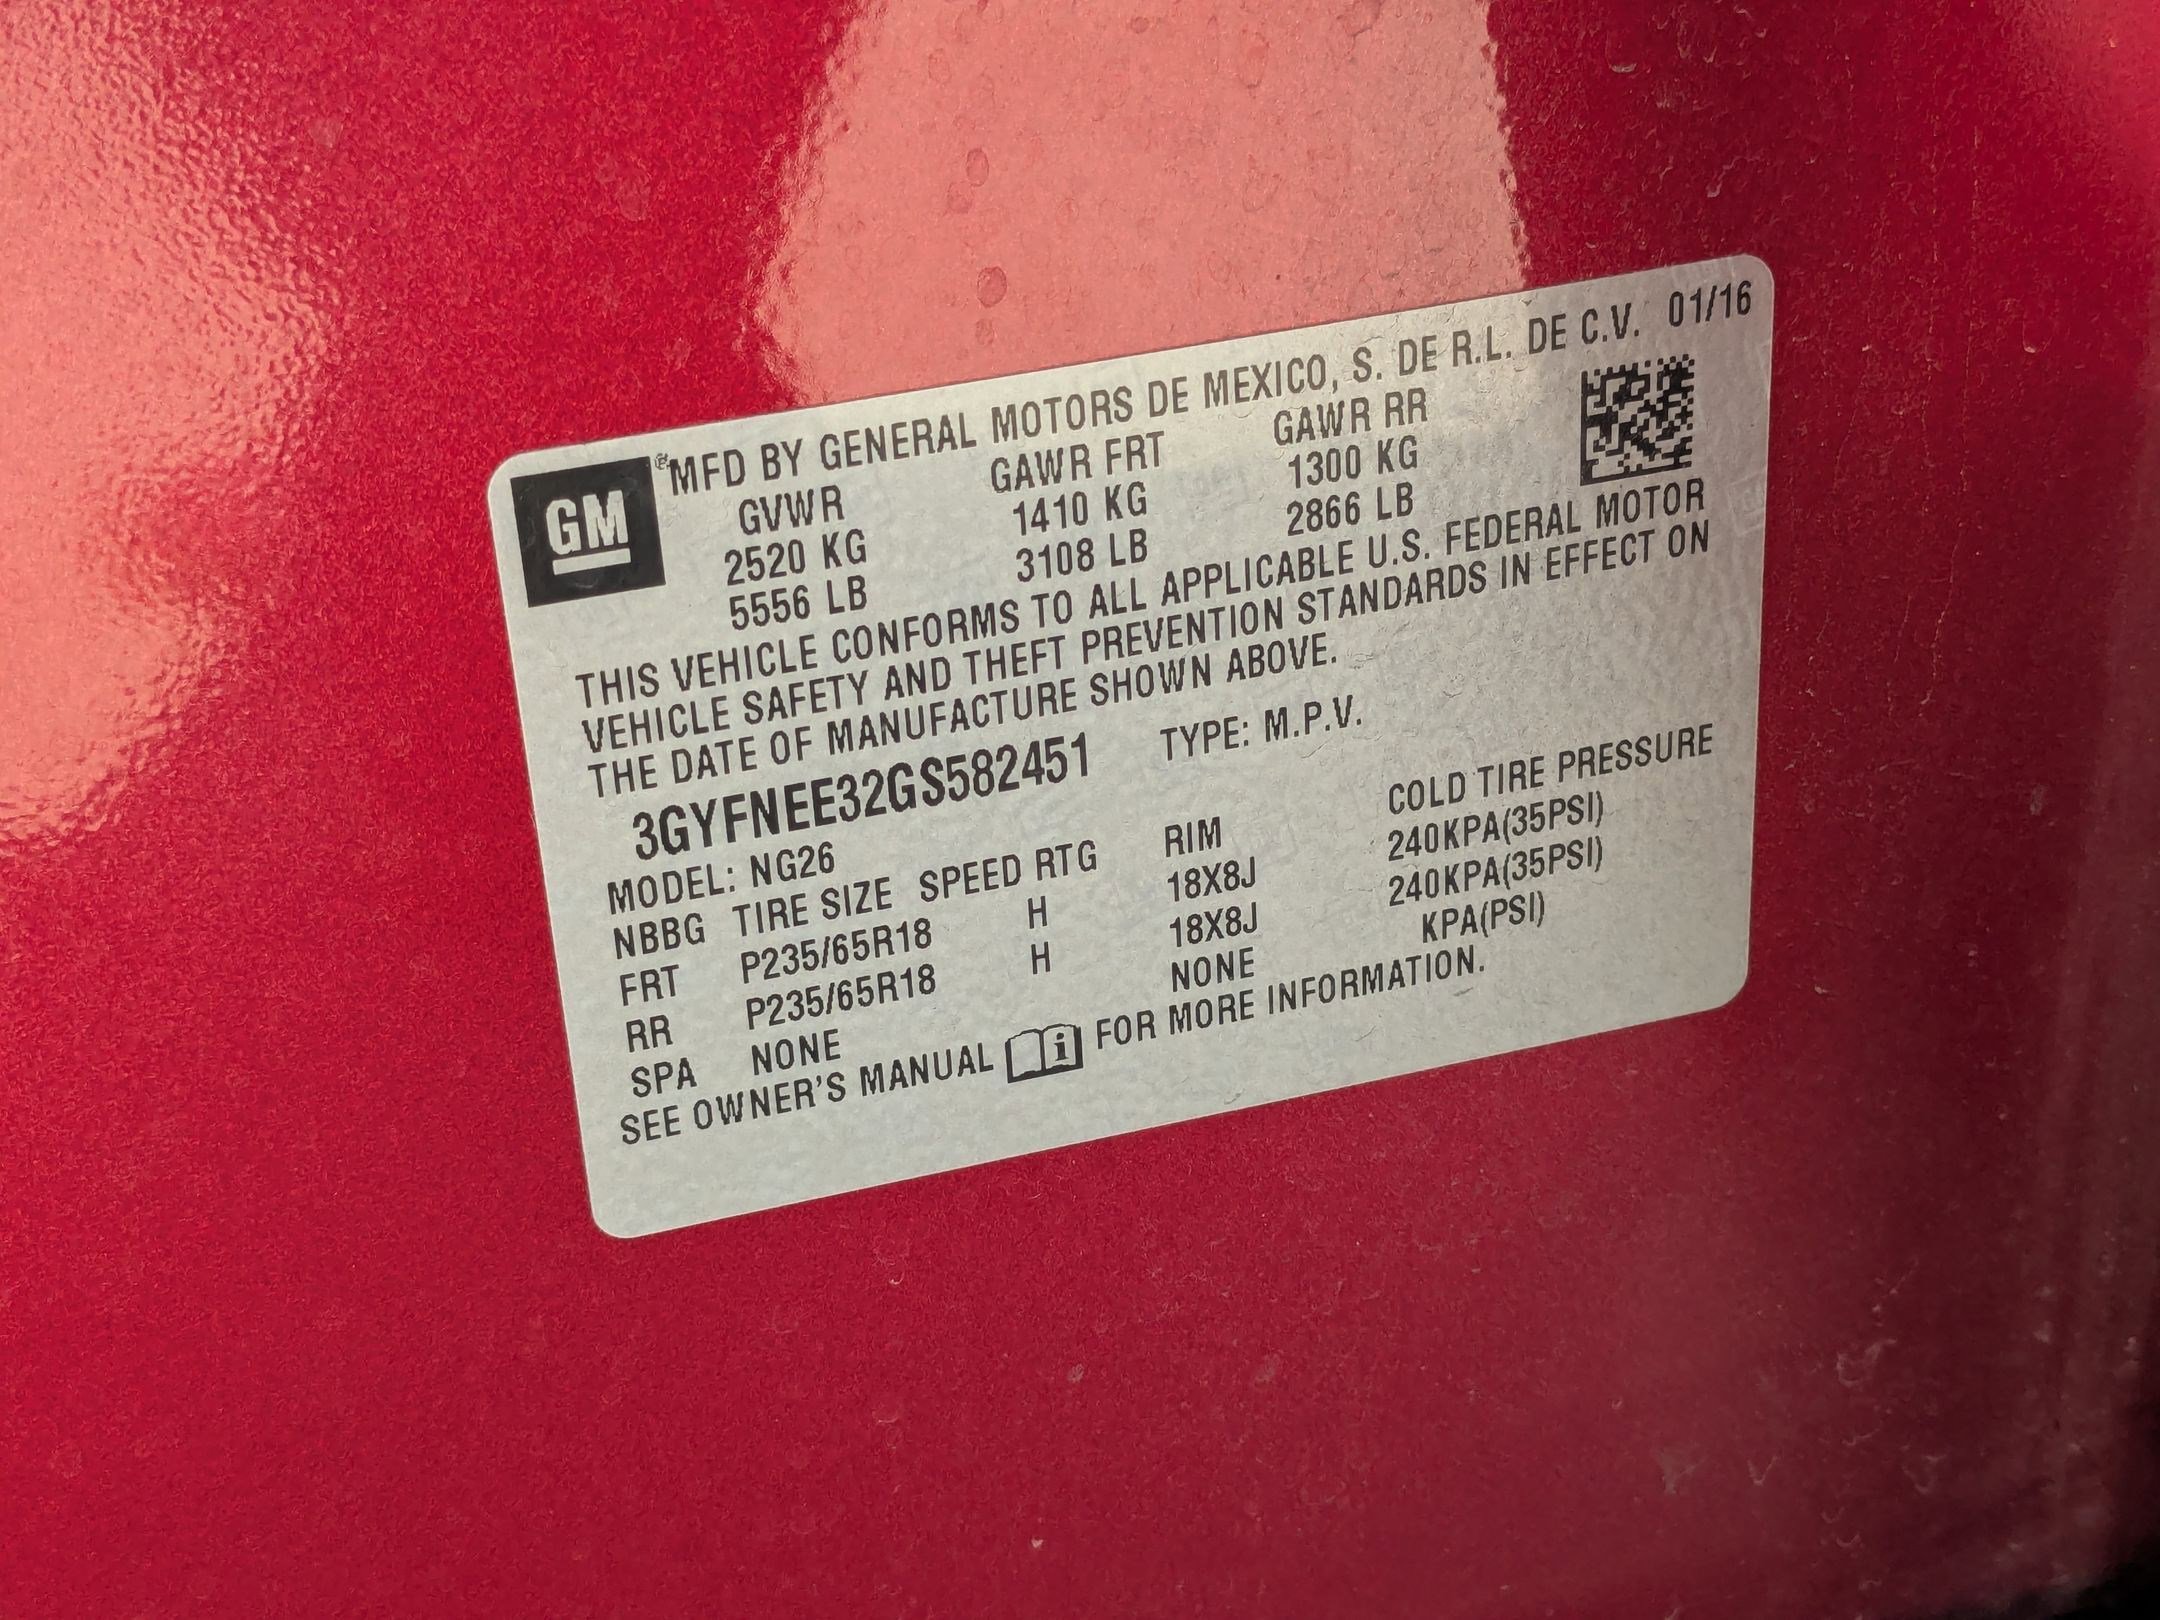 GM
® MFD BY GENERAL MOTORS DE MEXICO, S. DE R.L. DE C.V. 01/16
GVWR GAWR FRT GAWR RR
2520 KG 1410 KG 1300 KG
5556 LB 3108 LB 2866 LB
THIS VEHICLE CONFORMS TO ALL APPLICABLE U.S. FEDERAL MOTOR
VEHICLE SAFETY AND THEFT PREVENTION STANDARDS IN EFFECT ON
THE DATE OF MANUFACTURE SHOWN ABOVE.
3GYFNEE32GS582451 TYPE: M.P.V.
MODEL: NG26
NBBG TIRE SIZE SPEED RTG RIM COLD TIRE PRESSURE
FRT P235/65R18 H 18X8J 240KPA(35PSI)
RR P235/65R18 H 18X8J 240KPA(35PSI)
SPA NONE NONE KPA(PSI)
SEE OWNER'S MANUAL i FOR MORE INFORMATION.